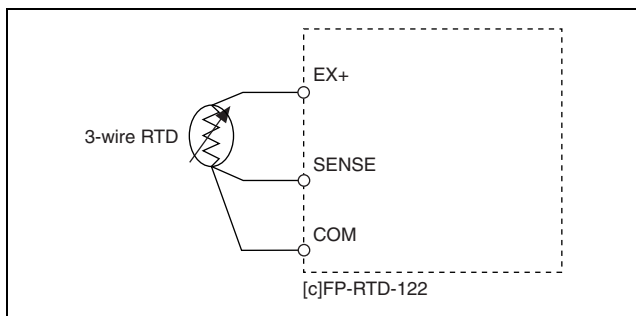 EX+
3-wire RTD
SENSE
COM
[c]FP-RTD-122